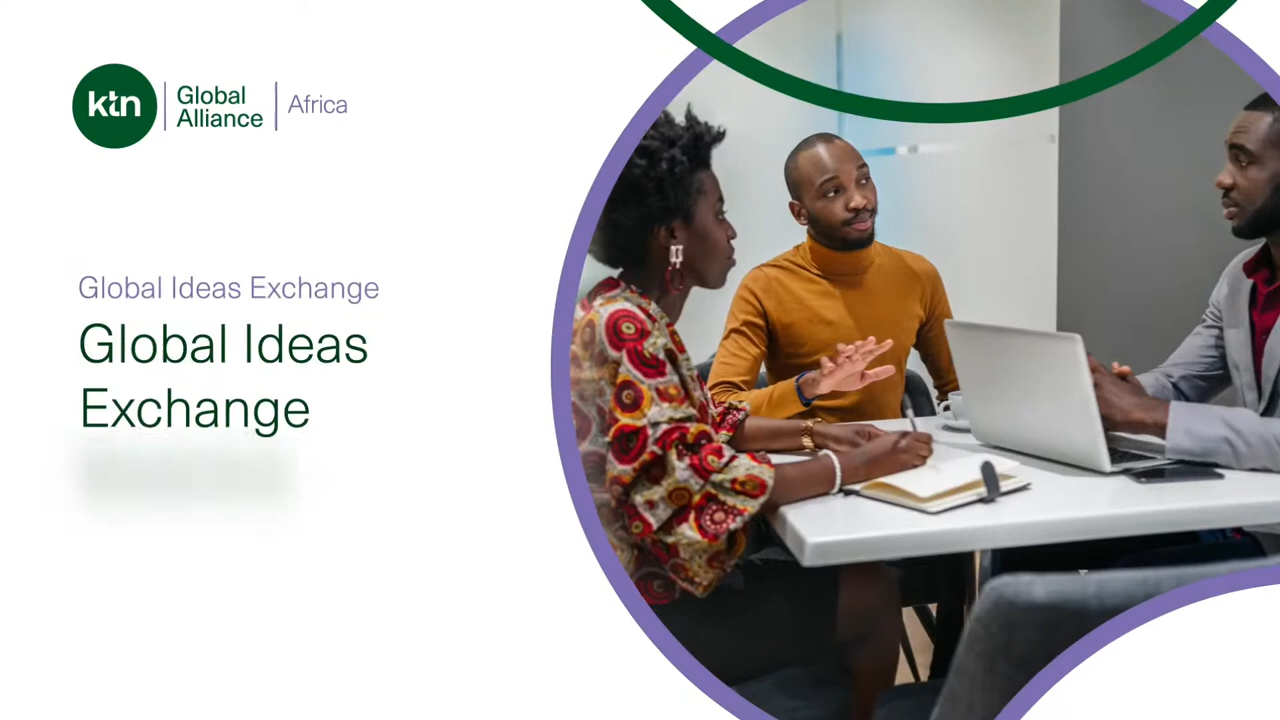 ktn
Global
Alliance
Africa
Global Ideas Exchange
Global Ideas
Exchange